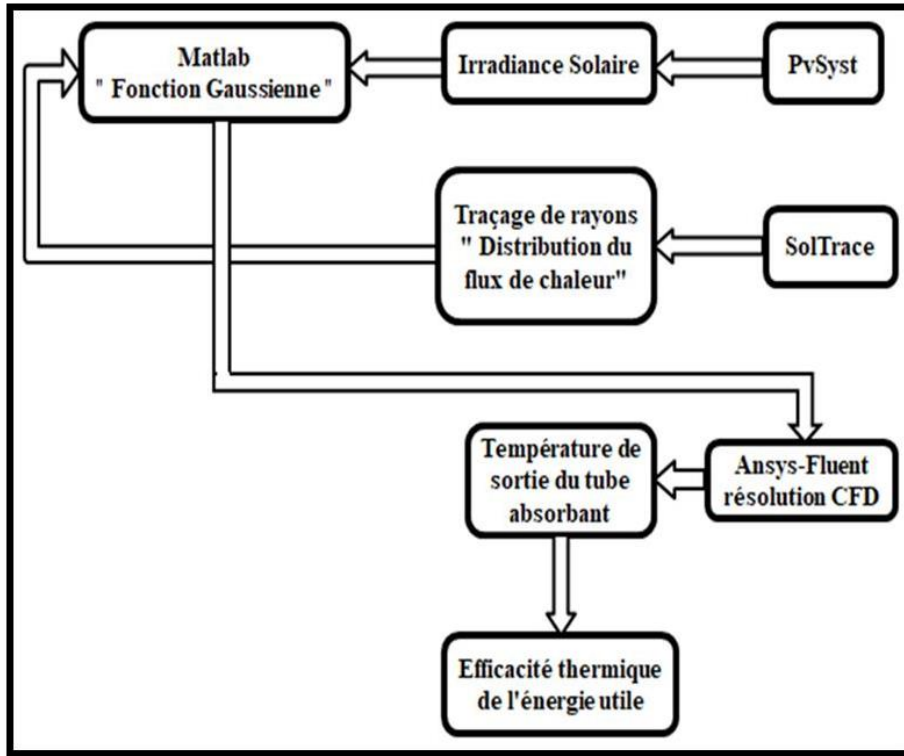 Matlab
" Fonction Gaussienne "
Irradiance Solaire
PvSyst
Traçage de rayons
" Distribution du
flux de chaleur"
SolTrace
Température de
sortie du tube
absorbant
Ansys-Fluent
résolution CFD
Efficacité thermique
de l'énergie utile